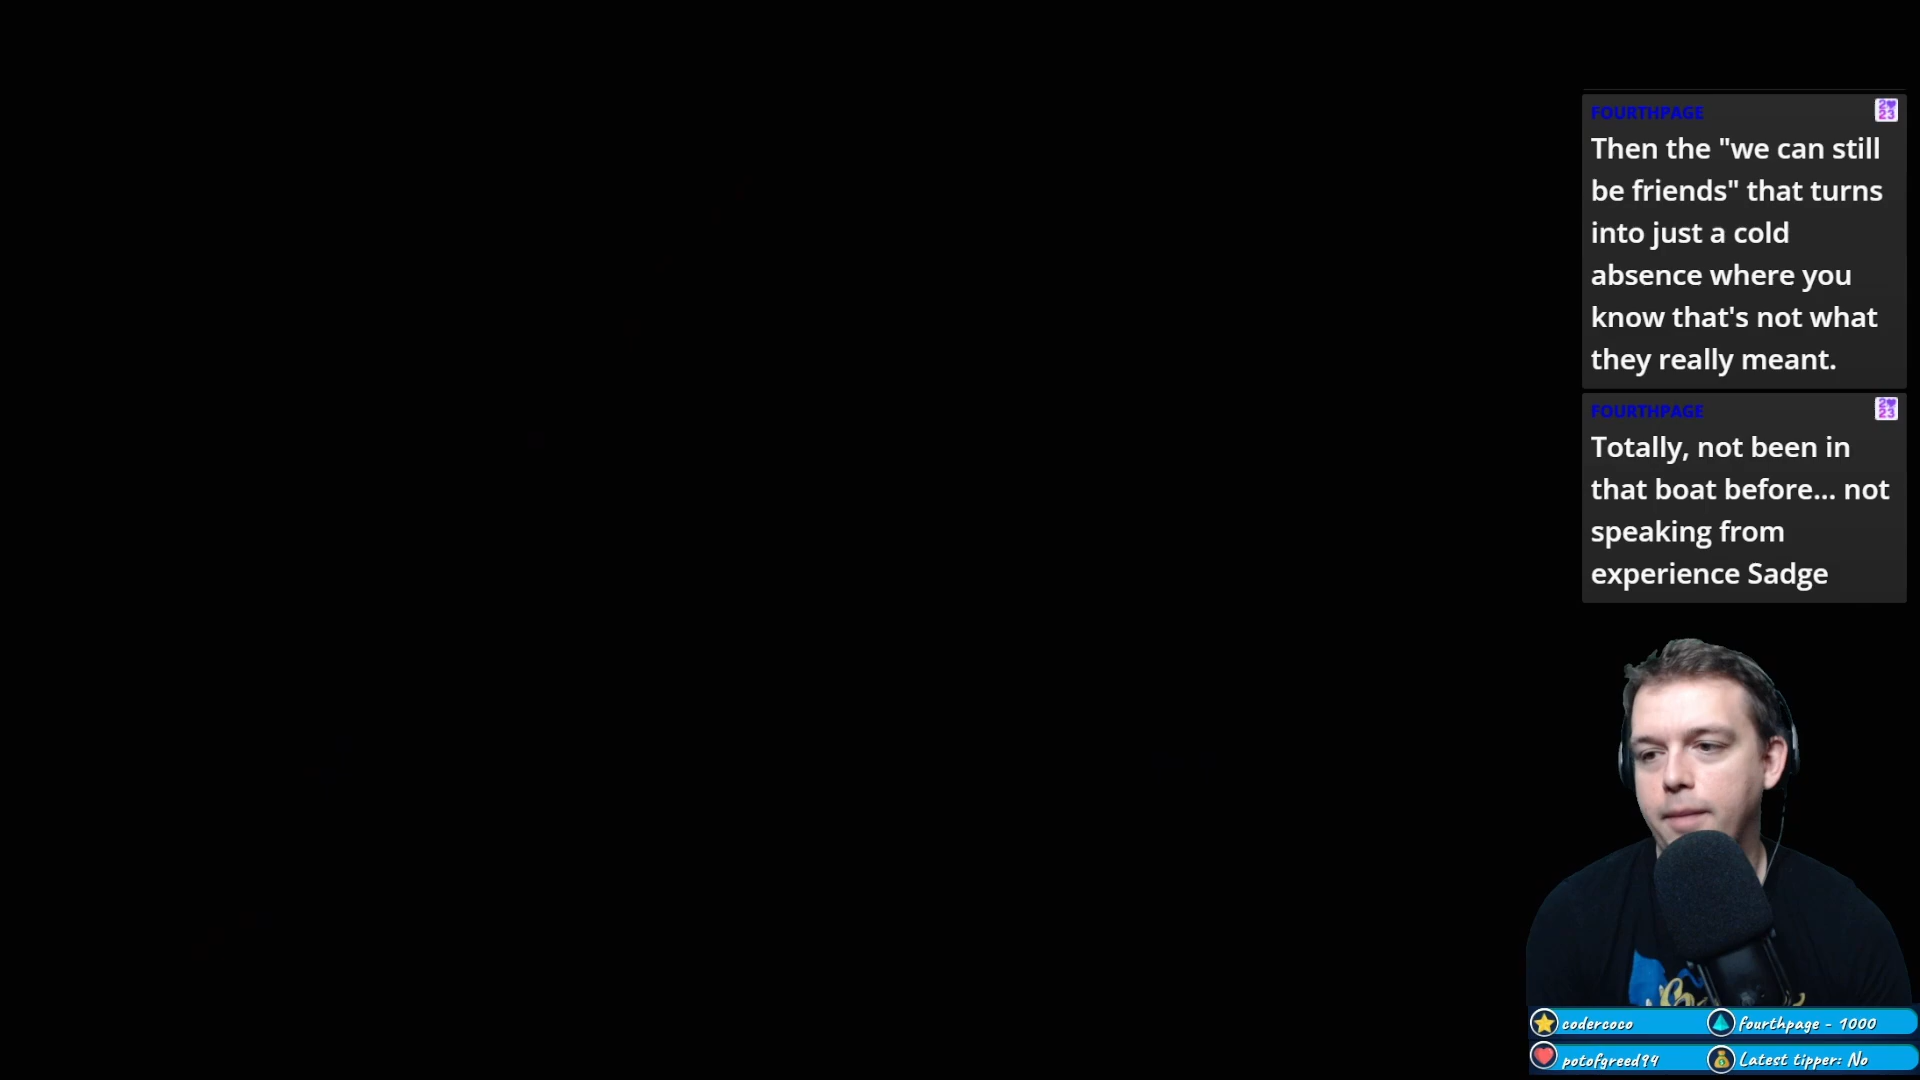 FOURTHPAGE
Then the "we can still
be friends" that turns
into just a cold
absence where you
know that's not what
they really meant.
FOURTHPAGE
Totally, not been in
that boat before... not
speaking from
experience Sadge
codercoco
fourthpage - 1000
potofgreed94
Latest tipper: No